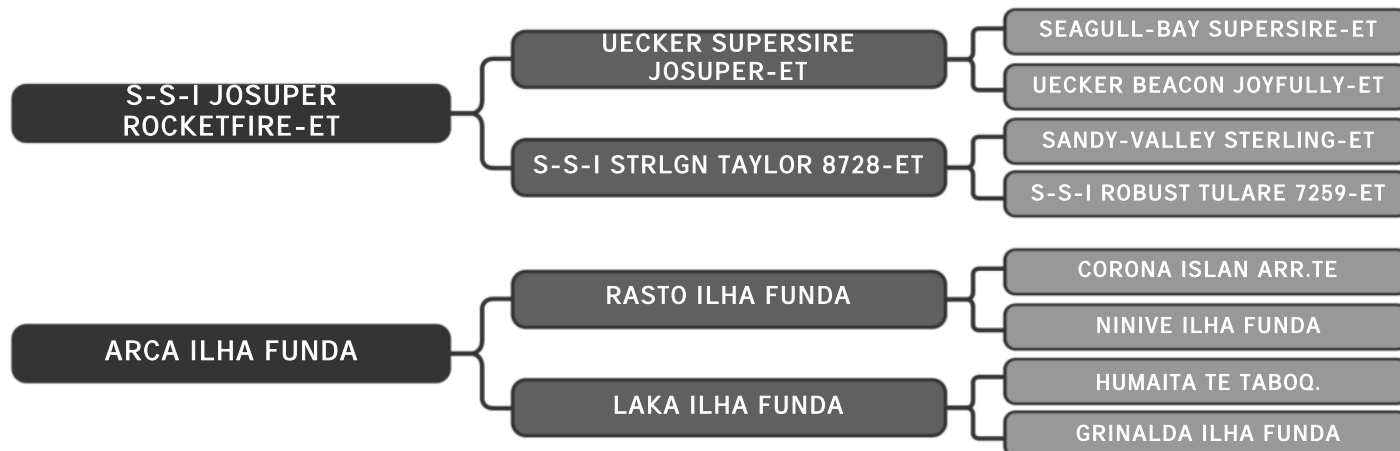 S-S-I JOSUPER
ROCKETFIRE-ET
UECKER SUPERSIRE
JOSUPER-ET
S-S-I STRLGN TAYLOR 8728-ET
SEAGULL-BAY SUPERSIRE-ET
UECKER BEACON JOYFULLY-ET
SANDY-VALLEY STERLING-ET
S-S-I ROBUST TULARE 7259-ET
ARCA ILHA FUNDA
RASTO ILHA FUNDA
LAKA ILHA FUNDA
CORONA ISLAN ARR.TE
NINIVE ILHA FUNDA
HUMAITA TE TABOQ.
GRINALDA ILHA FUNDA